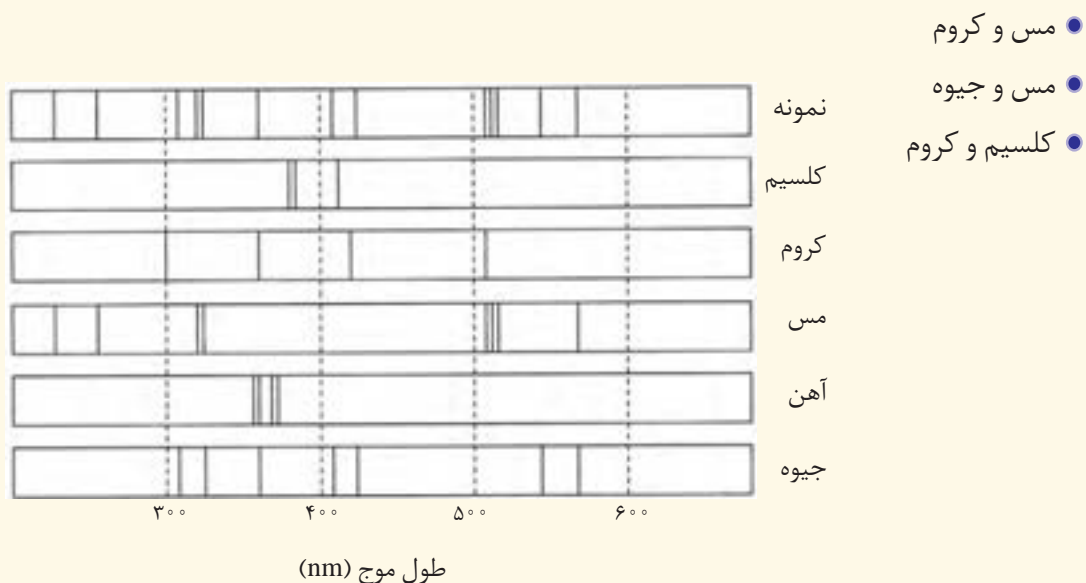 ● مس و کروم
● مس و جیوه
● کلسیم و کروم
نمونه
کلسیم
کروم
مس
آهن
جیوه
۳۰۰ ۴۰۰ ۵۰۰ ۶۰۰
طول موج (nm)